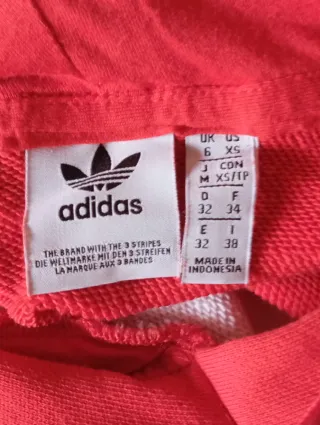 adidas
THE BRAND WITH THE 3 STRIPES
DIE WELTMARKE MIT DEN 3 STREIFEN
LA MARQUE AUX 3 BANDES
UK US
6 XS
J CON
M XS/TP
D F
32 34
E I
32 38
MADE IN
INDONESIA